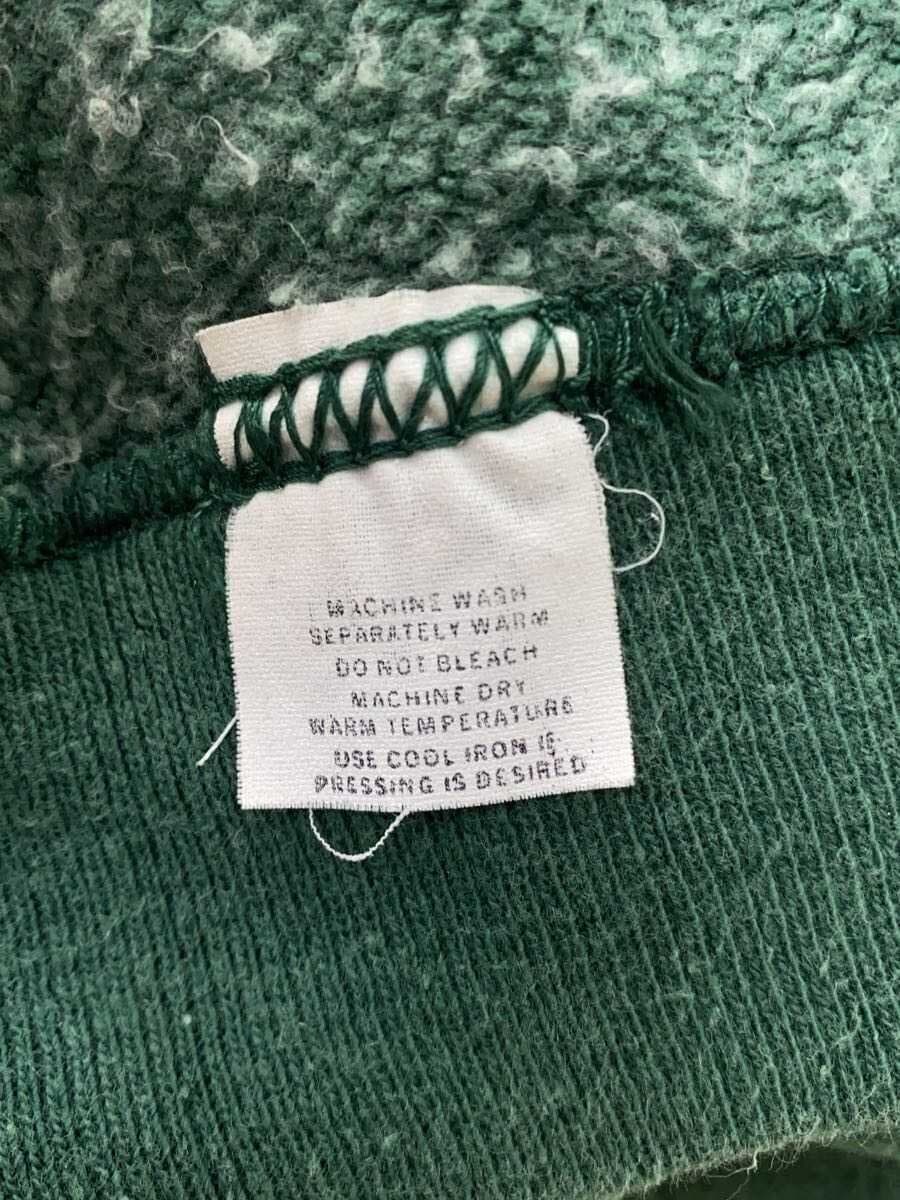 MACHINE WASH
SEPARATELY WARM
DO NOT BLEACH
MACHINE DRY
WARM TEMPERATURE
USE COOL IRON IF
PRESSING IS DESIRED